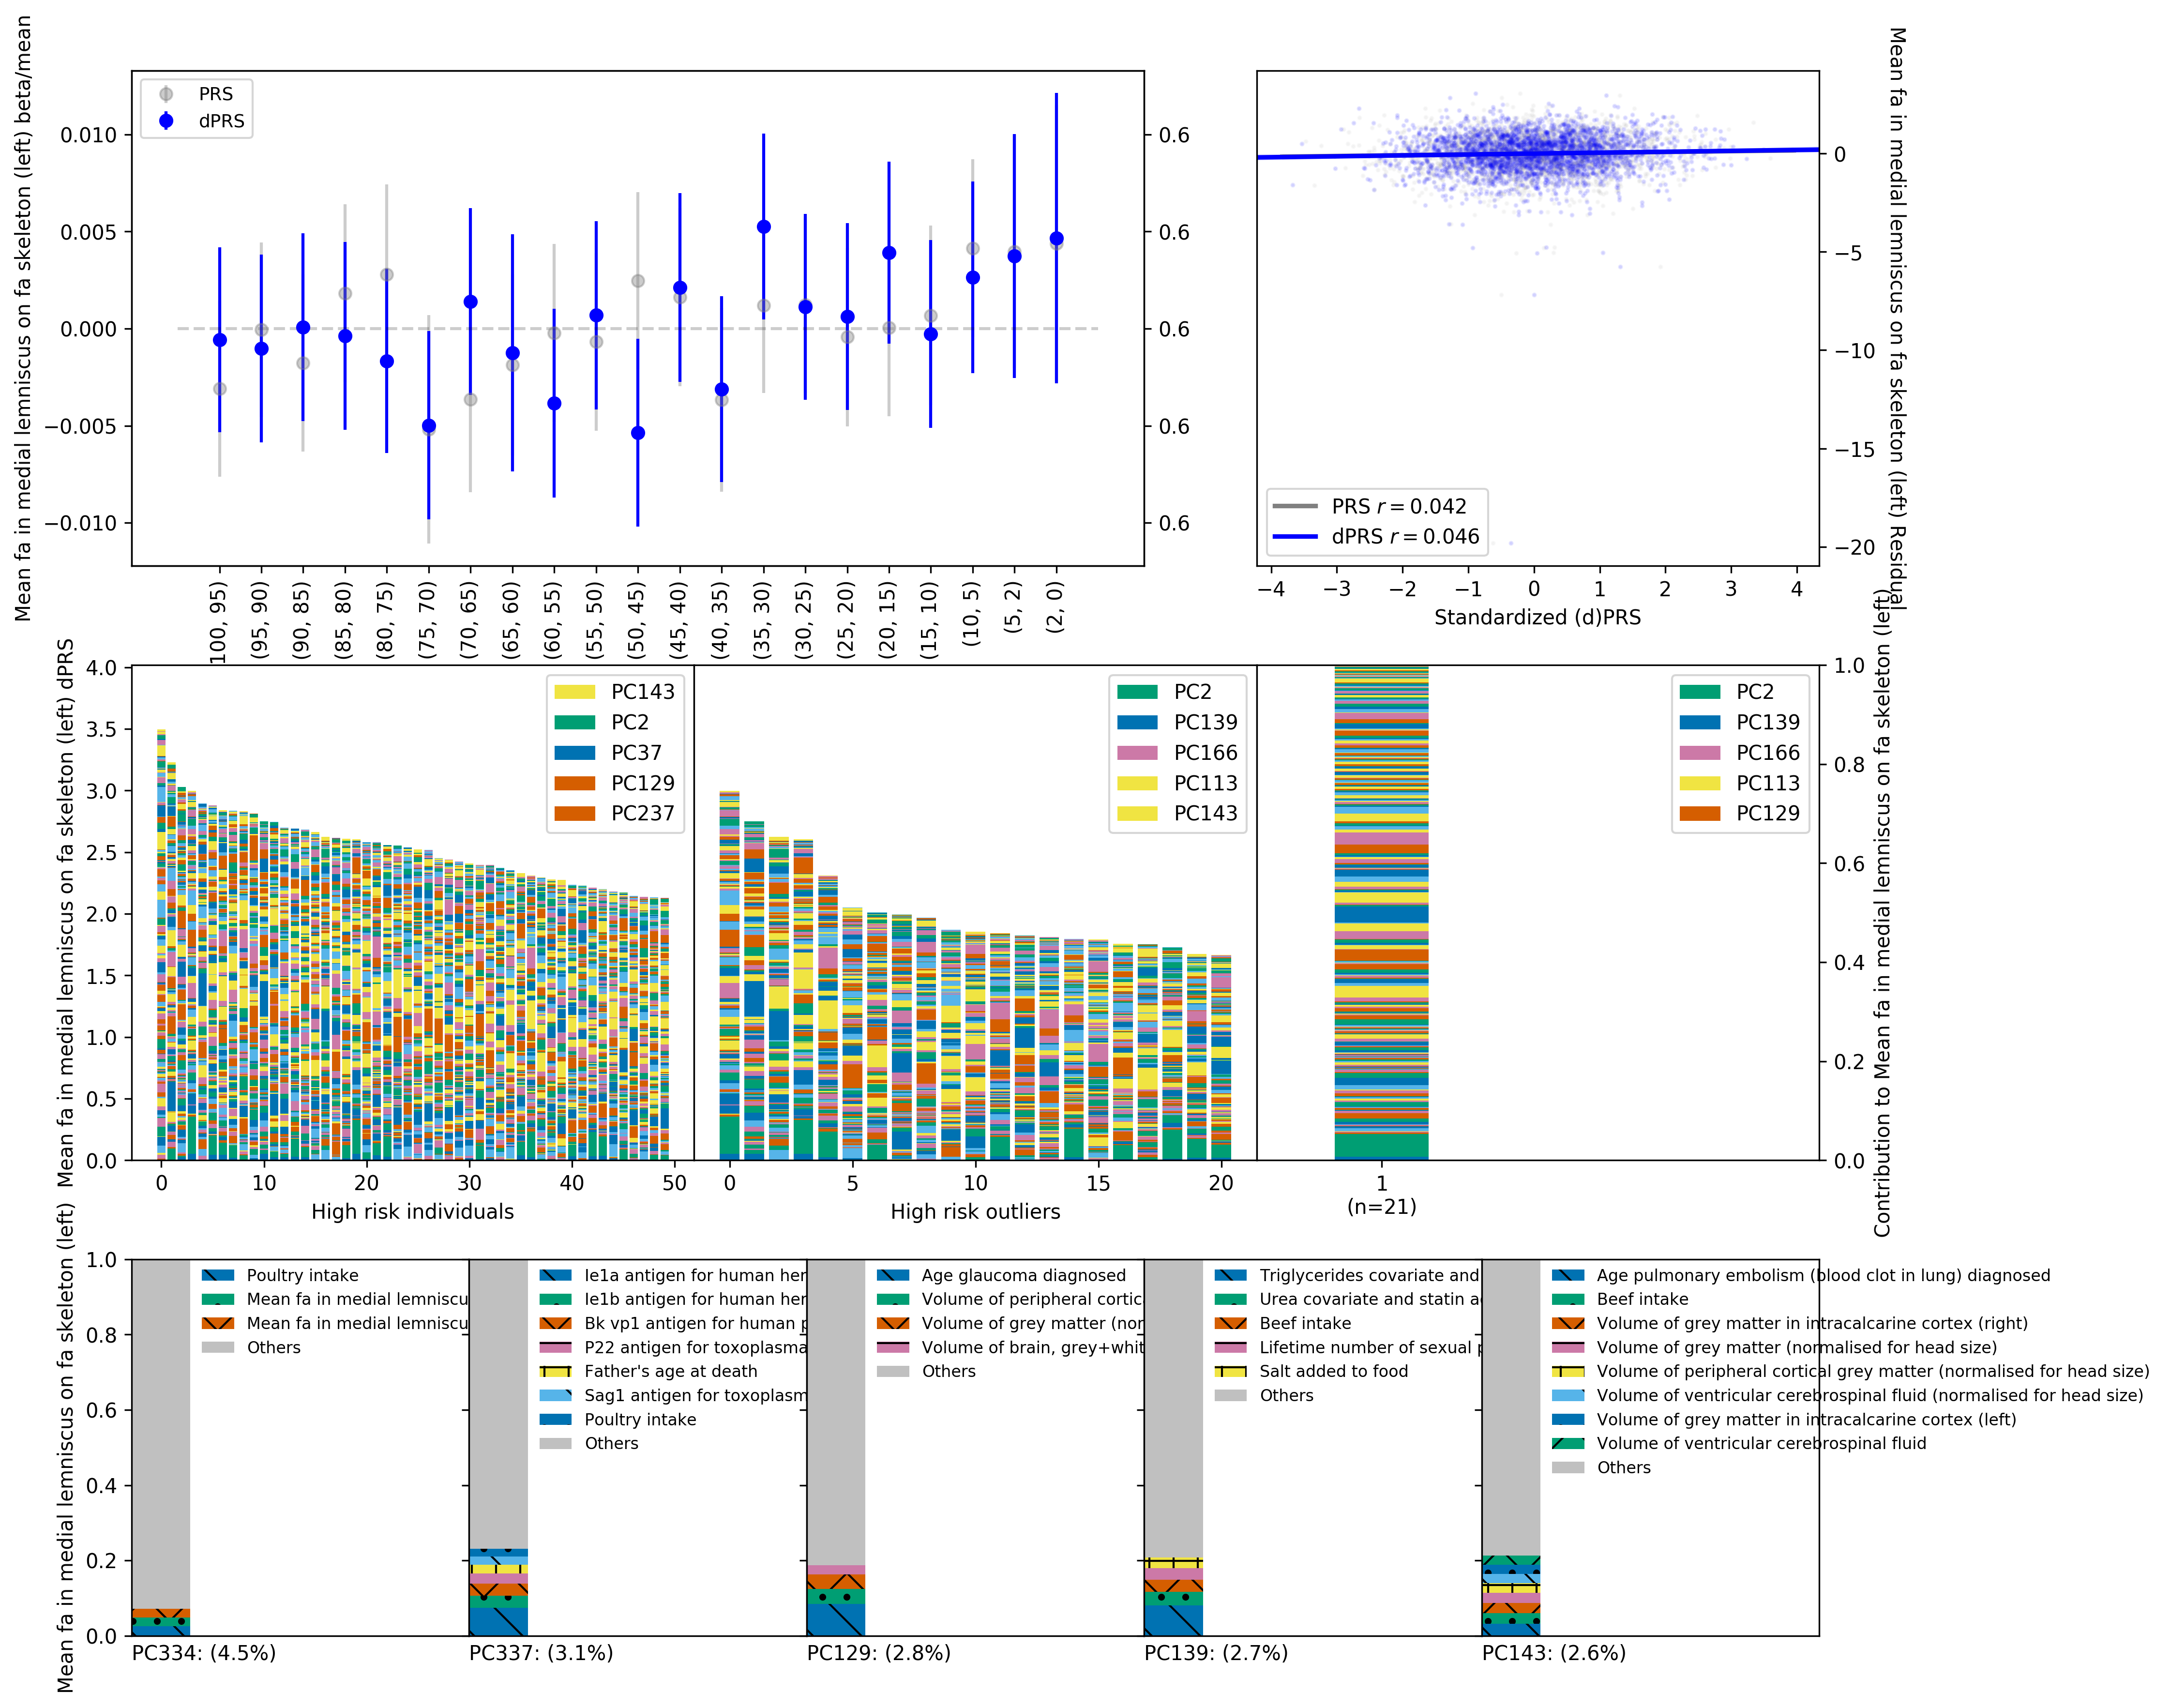 Mean fa in medial lemniscus on fa skeleton (left) beta/mean
PRS
dPRS
0.010
0.005
0.000
−0.005
−0.010
0.6
0.6
0.6
0.6
0.6
100, 95)
(95, 90)
(90, 85)
(85, 80)
(80, 75)
(75, 70)
(70, 65)
(65, 60)
(60, 55)
(55, 50)
(50, 45)
(45, 40)
(40, 35)
(35, 30)
(30, 25)
(25, 20)
(20, 15)
(15, 10)
(10, 5)
(5, 2)
(2, 0)
PRS r = 0.042
dPRS r = 0.046
−4 −3 −2 −1 0 1 2 3 4
Standardized (d)PRS
0
−5
−10
−15
−20
Mean fa in medial lemniscus on fa skeleton (left) Residual
Mean fa in medial lemniscus on fa skeleton (left) dPRS
4.0
3.5
3.0
2.5
2.0
1.5
1.0
0.5
0.0
PC143
PC2
PC37
PC129
PC237
0 10 20 30 40 50
High risk individuals
PC2
PC139
PC166
PC113
PC143
0 5 10 15 20
High risk outliers
PC2
PC139
PC166
PC113
PC129
1
(n=21)
1.0
0.8
0.6
0.4
0.2
0.0
Contribution to Mean fa in medial lemniscus on fa skeleton (left)
Mean fa in medial lemniscus on fa skeleton (left)
1.0
0.8
0.6
0.4
0.2
0.0
Poultry intake
Mean fa in medial lemniscu
Mean fa in medial lemniscu
Others
PC334: (4.5%)
Ie1a antigen for human her
Ie1b antigen for human her
Bk vp1 antigen for human p
P22 antigen for toxoplasma
Father's age at death
Sag1 antigen for toxoplasm
Poultry intake
Others
PC337: (3.1%)
Age glaucoma diagnosed
Volume of peripheral cortic
Volume of grey matter (nor
Volume of brain, grey+whit
Others
PC129: (2.8%)
Triglycerides covariate and
Urea covariate and statin a
Beef intake
Lifetime number of sexual p
Salt added to food
Others
PC139: (2.7%)
Age pulmonary embolism (blood clot in lung) diagnosed
Beef intake
Volume of grey matter in intracalcarine cortex (right)
Volume of grey matter (normalised for head size)
Volume of peripheral cortical grey matter (normalised for head size)
Volume of ventricular cerebrospinal fluid (normalised for head size)
Volume of grey matter in intracalcarine cortex (left)
Volume of ventricular cerebrospinal fluid
Others
PC143: (2.6%)